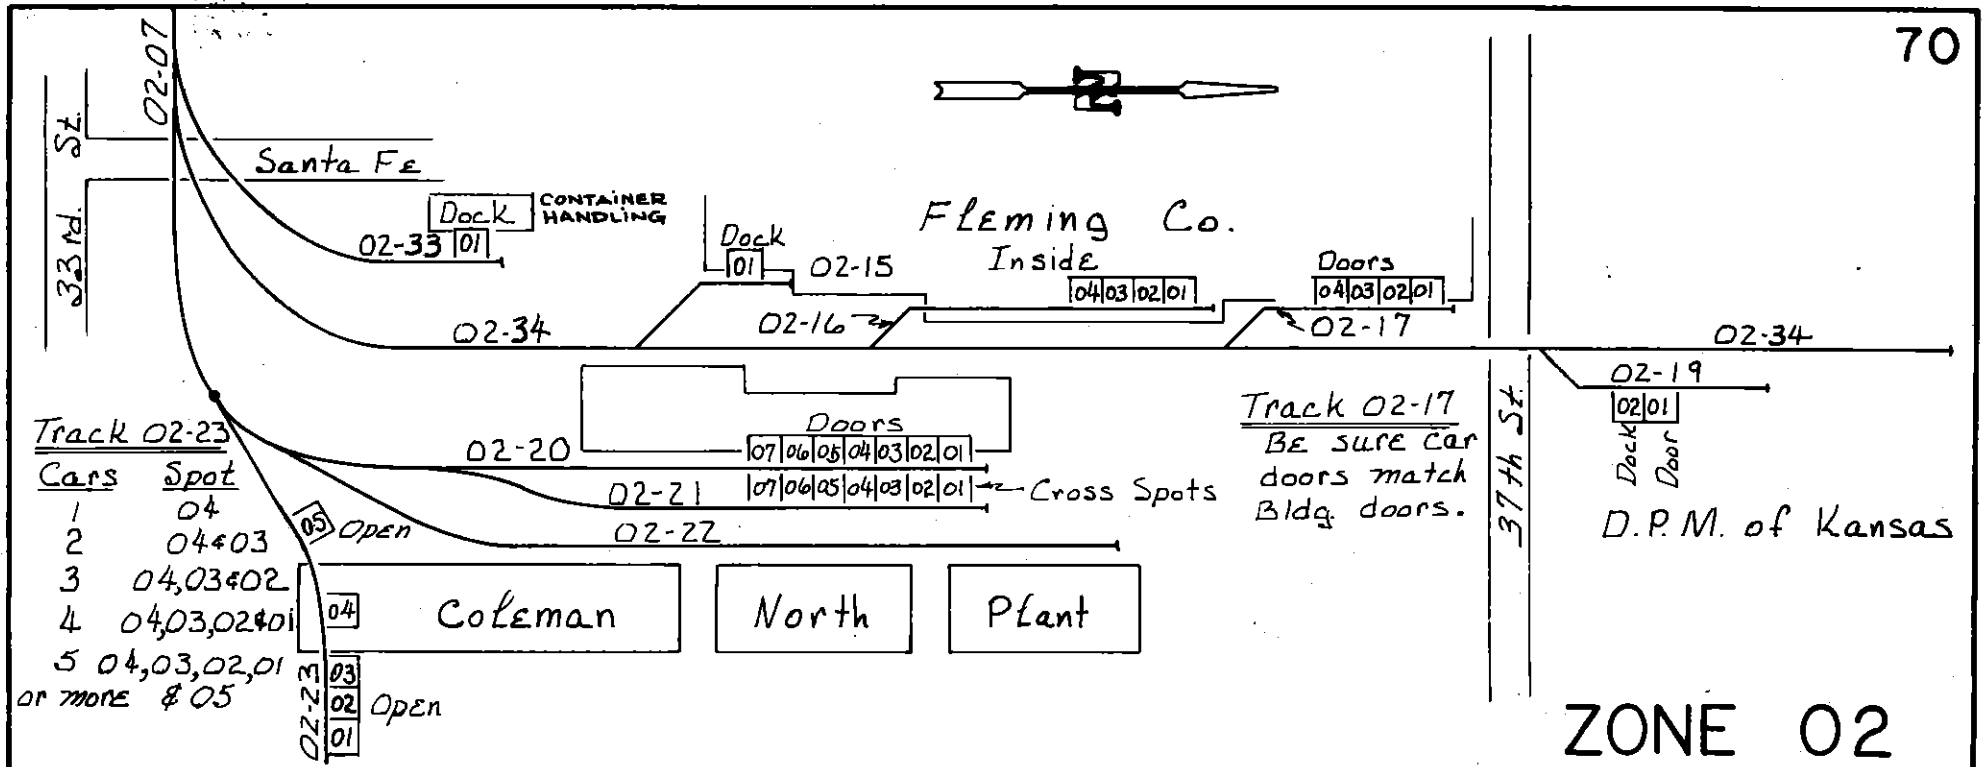 70
02-07
N
33rd. St.
Santa Fe
Dock
CONTAINER
HANDLING
02-33 01
Fleming Co.
Inside
Dock
01
02-15
04 03 02 01
Doors
04 03 02 01
02-16
02-17
02-34
02-34
02-19
02 01
Dock
Door
D.P.M. of Kansas
37th St.
Track 02-17
Be sure car
doors match
Bldg. doors.
Doors
02-20
07 06 05 04 03 02 01
02-21
07 06 05 04 03 02 01
Cross Spots
02-22
Track 02-23
Cars Spot
1 04
2 04 & 03
3 04,03 & 02
4 04,03,02 & 01
5 04,03,02,01
or more & 05
05 Open
04
Coleman North Plant
02-23
03
02
01
Open
ZONE 02